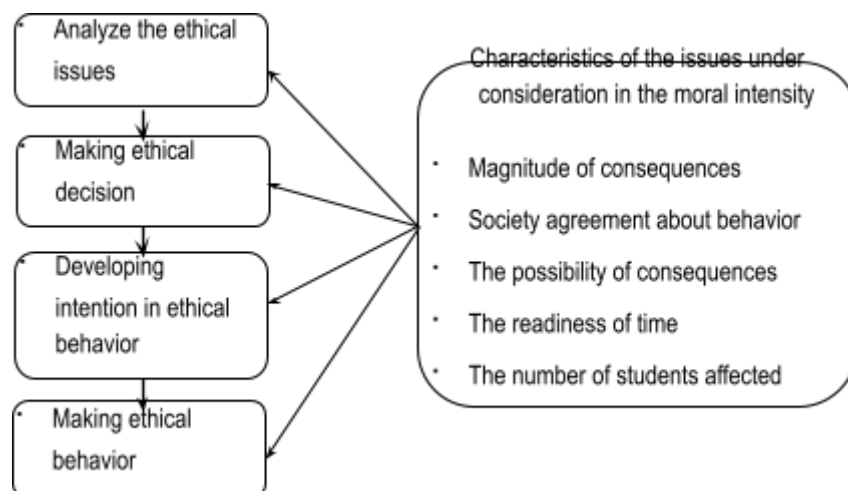 Analyze the ethical
issues
Making ethical
decision
Developing
intention in ethical
behavior
Making ethical
behavior
Characteristics of the issues under
consideration in the moral intensity
Magnitude of consequences
Society agreement about behavior
The possibility of consequences
The readiness of time
The number of students affected